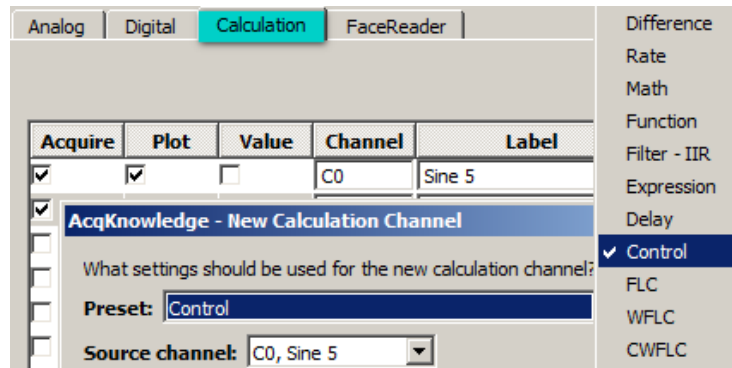 Analog Digital Calculation FaceReader
Acquire Plot Value Channel Label
C0 Sine 5
AcqKnowledge - New Calculation Channel
What settings should be used for the new calculation channel?
Preset: Control
Source channel: C0, Sine 5
Difference
Rate
Math
Function
Filter - IIR
Expression
Delay
Control
FLC
WFLC
CWFLC